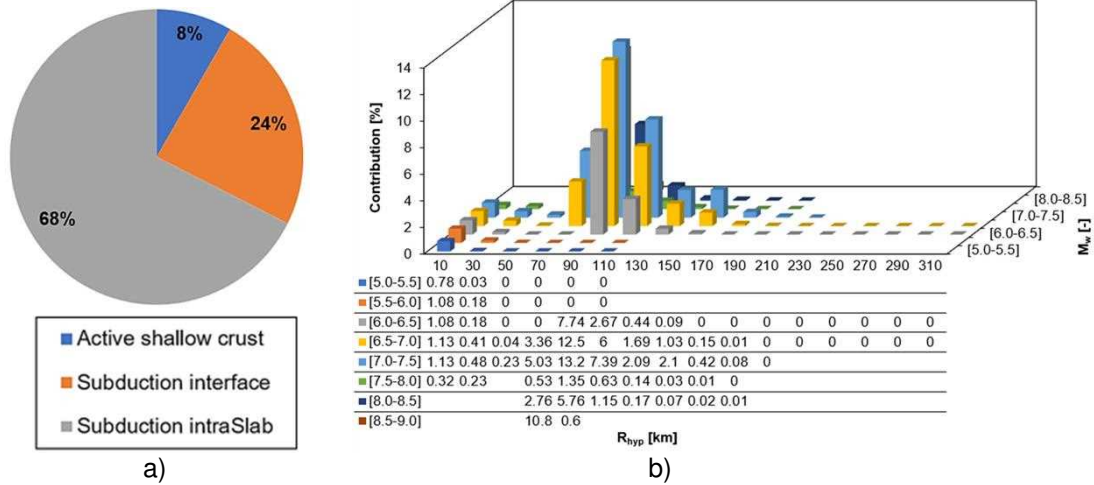 8%
24%
68%
Active shallow crust
Subduction interface
Subduction intraSlab
a)
Contribution [%]
14
12
10
8
6
4
2
0
10 30 50 70 90 110 130 150 170 190 210 230 250 270 290 310
[8.0-8.5]
[7.0-7.5]
[6.0-6.5]
[5.0-5.5]
Mw [-]
[5.0-5.5] 0.78 0.03 0 0 0
[5.5-6.0] 1.08 0.18 0 0 0
[6.0-6.5] 1.08 0.18 0 0 7.74 2.67 0.44 0.09 0 0 0 0 0 0 0 0
[6.5-7.0] 1.13 0.41 0.04 3.36 12.5 6 1.69 1.03 0.15 0.01 0 0 0 0 0 0
[7.0-7.5] 1.13 0.48 0.23 5.03 13.2 7.39 2.09 2.1 0.42 0.08 0
[7.5-8.0] 0.32 0.23 0.53 1.35 0.63 0.14 0.03 0.01 0
[8.0-8.5] 2.76 5.76 1.15 0.17 0.07 0.02 0.01
[8.5-9.0] 10.8 0.6
Rhyp [km]
b)